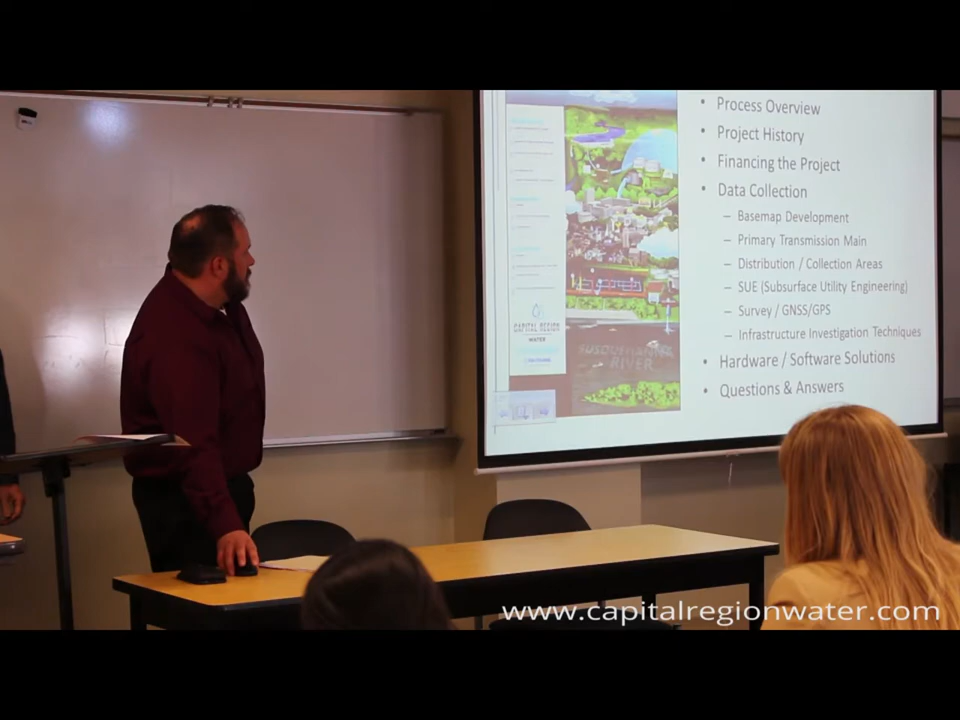 • Process Overview
• Project History
• Financing the Project
• Data Collection
– Basemap Development
– Primary Transmission Main
– Distribution / Collection Areas
– SUE (Subsurface Utility Engineering)
– Survey / GNSS/GPS
– Infrastructure Investigation Techniques
• Hardware / Software Solutions
• Questions & Answers
CAPITAL REGION
WATER
SUSQUEHANNA
RIVER
www.capitalregionwater.com